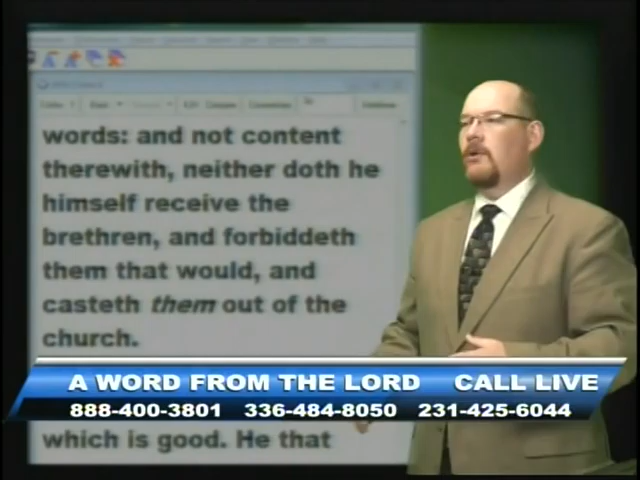 words: and not content
therewith, neither doth he
himself receive the
brethren, and forbiddeth
them that would, and
casteth them out of the
church.
A WORD FROM THE LORD CALL LIVE
888-400-3801 336-484-8050 231-425-6044
which is good. He that